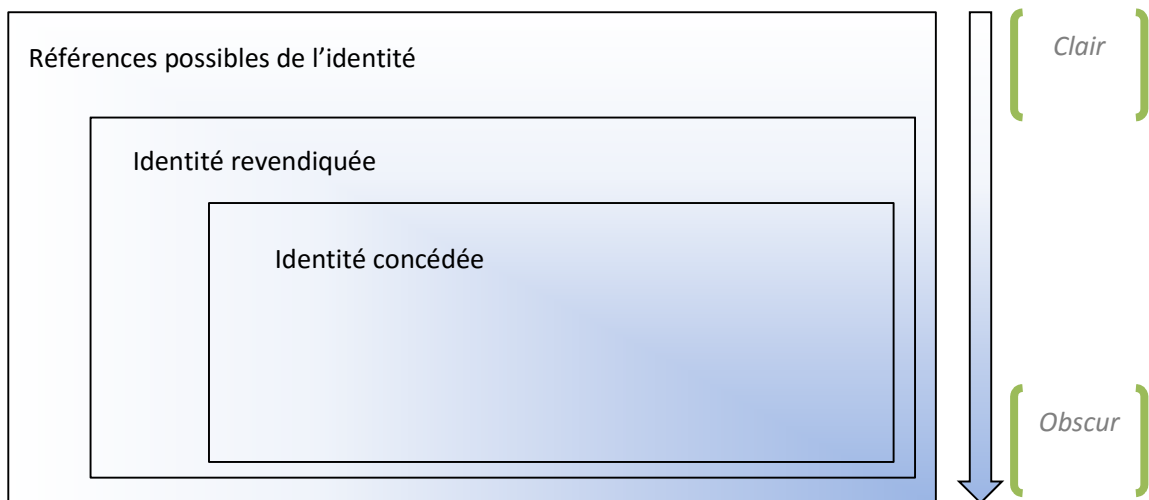 Références possibles de l’identité
Clair
Identité revendiquée
Identité concédée
Obscur